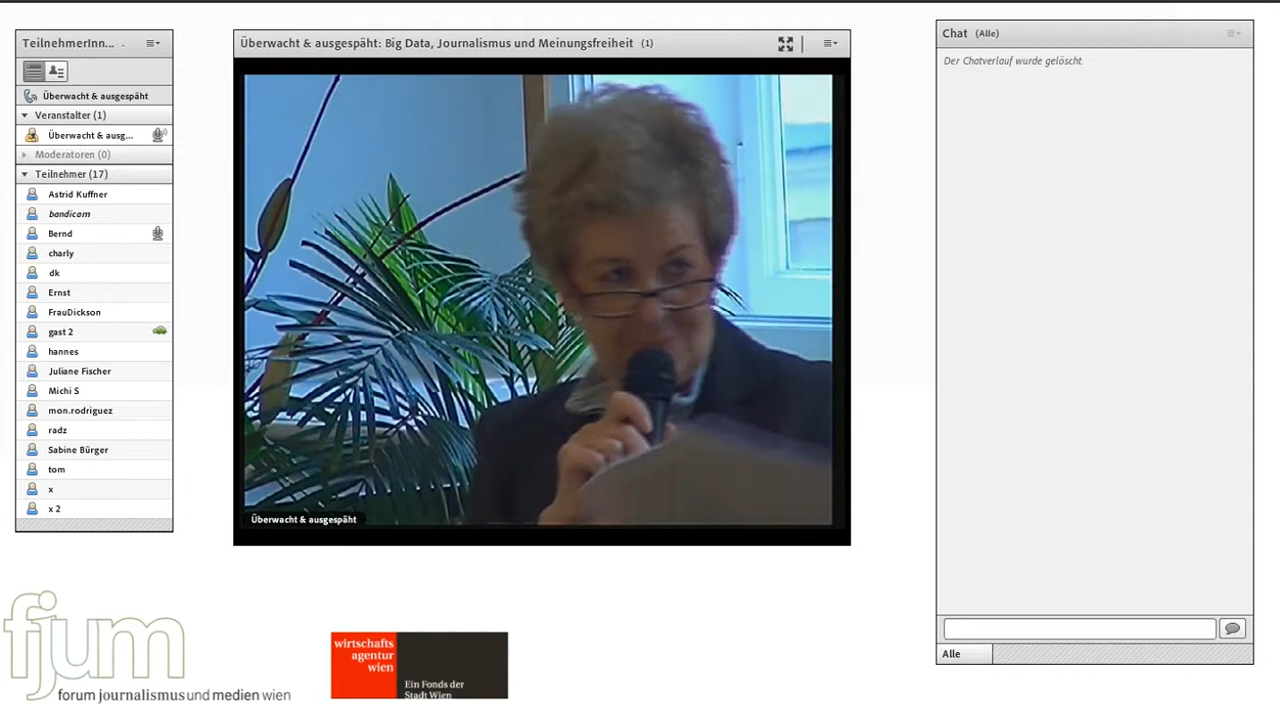 TeilnehmerInn... .
Überwacht & ausgespäht
Veranstalter (1)
Überwacht & ausg...
Moderatoren (0)
Teilnehmer (17)
Astrid Kuffner
bandicam
Bernd
charly
dk
Ernst
FrauDickson
gast 2
hannes
Juliane Fischer
Michi S
mon.rodriguez
radz
Sabine Bürger
tom
x
x 2
Überwacht & ausgespäht: Big Data, Journalismus und Meinungsfreiheit (1)
Überwacht & ausgespäht
Chat (Alle)
Der Chatverlauf wurde gelöscht.
Alle
fjum
forum journalismus und medien wien
wirtschafts
agentur
wien
Ein Fonds der
Stadt Wien